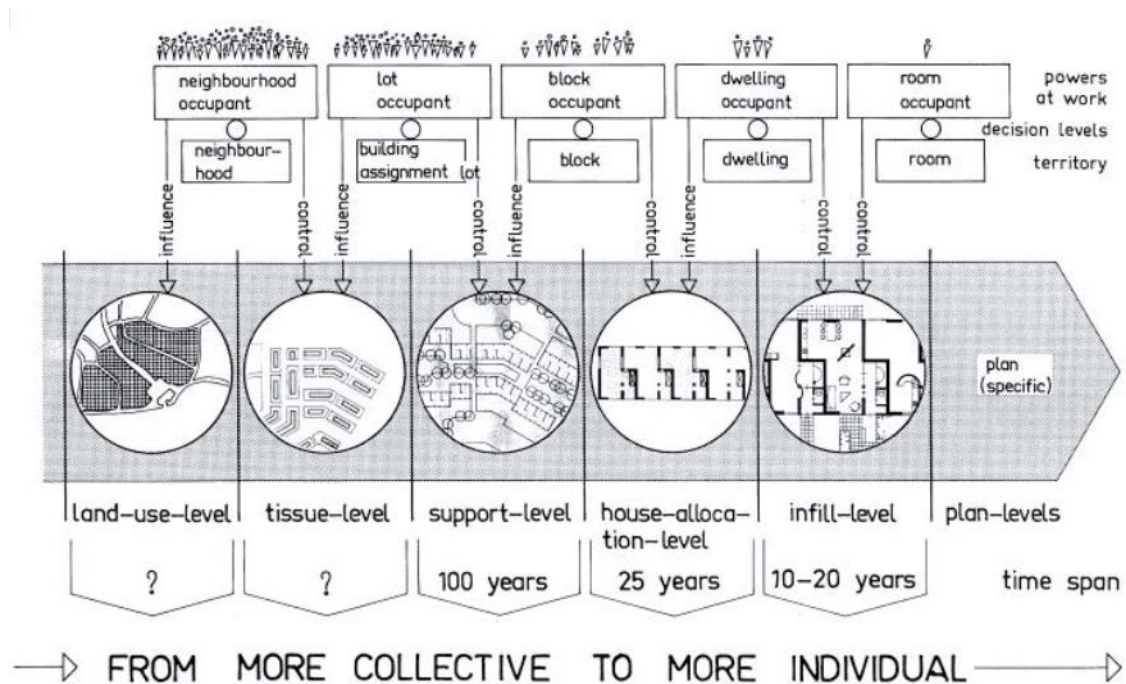 neighbourhood
occupant
lot
occupant
block
occupant
dwelling
occupant
room
occupant
powers
at work
decision levels
neighbour-
hood
building
assignment lot
block
dwelling
room
territory
influence
control
influence
control
influence
control
influence
control
control
plan
(specific)
land-use-level
tissue-level
support-level
house-alloca-
tion-level
infill-level
plan-levels
?
?
100 years
25 years
10-20 years
time span
FROM MORE COLLECTIVE TO MORE INDIVIDUAL